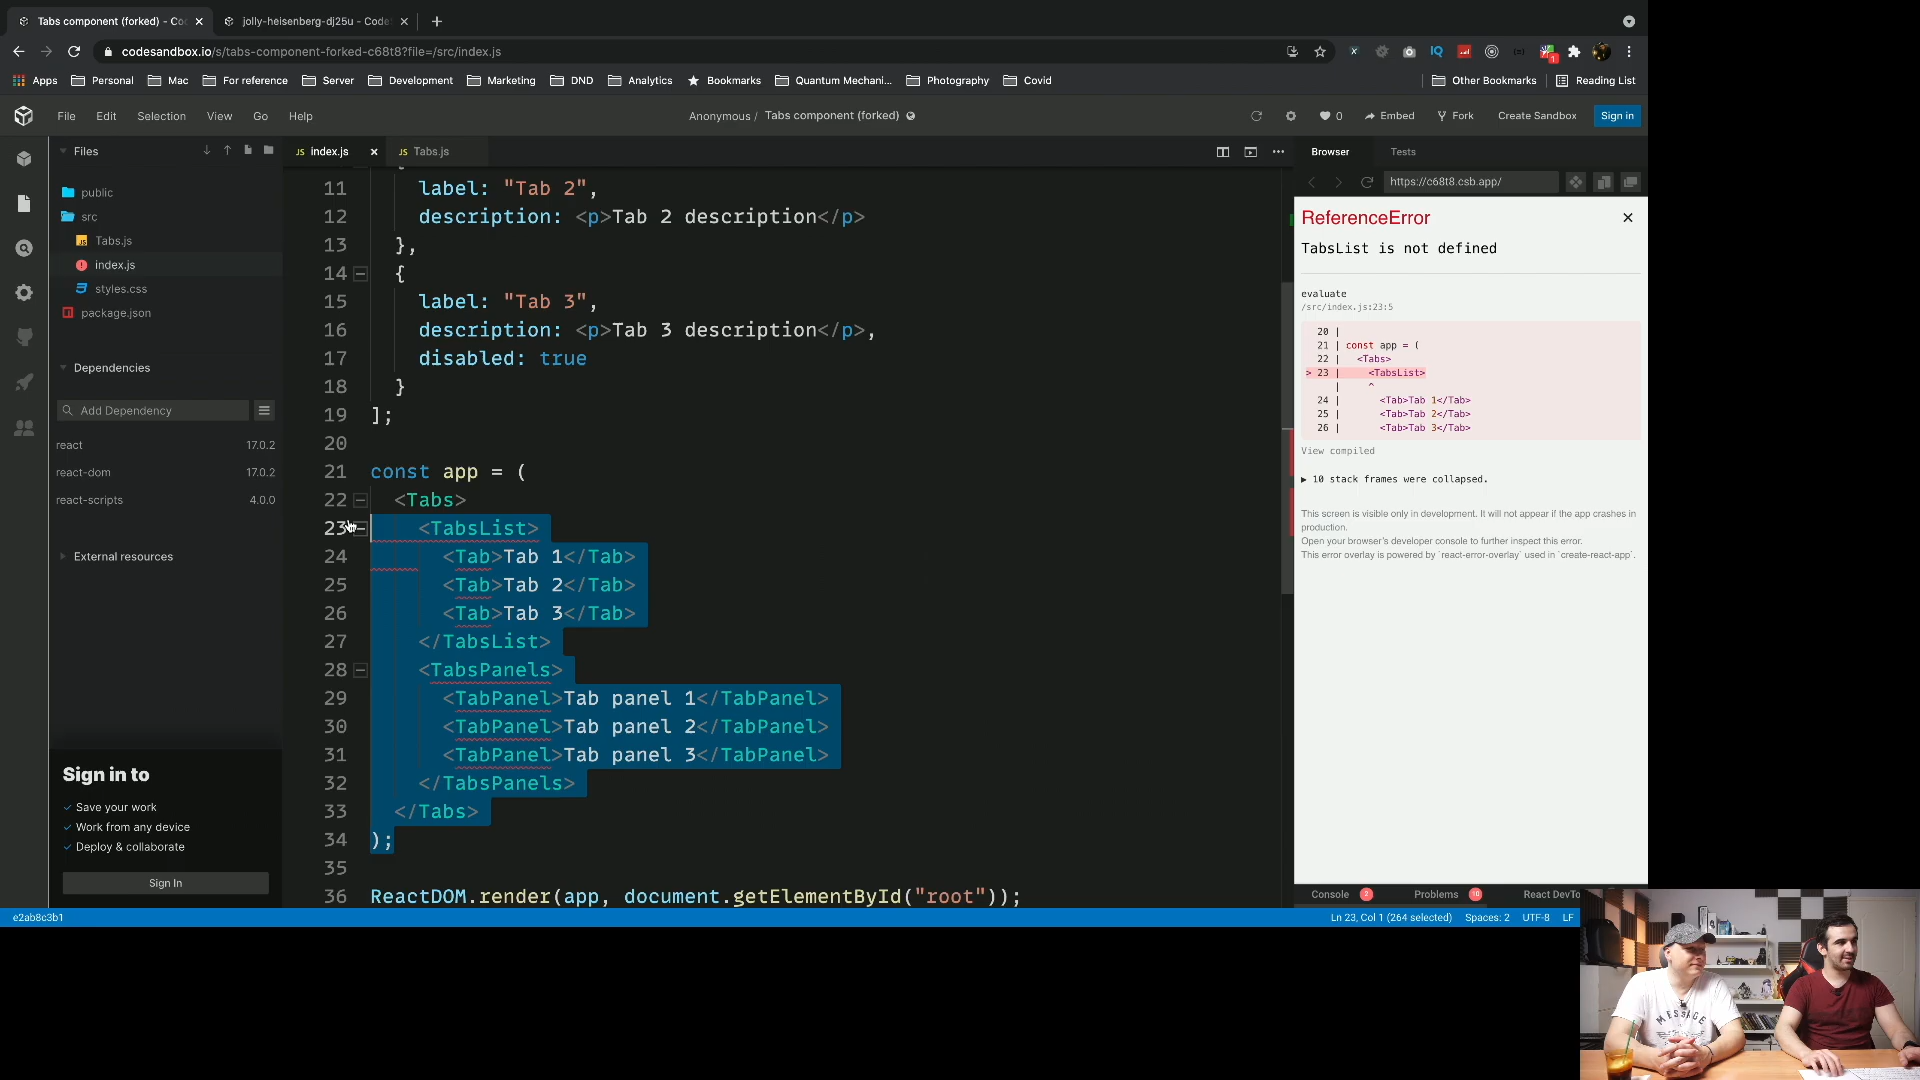 Tabs component (forked) - Co
jolly-heisenberg-dj25u - Code
codesandbox.io/s/tabs-component-forked-c68t8?file=/src/index.js
Apps Personal Mac For reference Server Development Marketing DND Analytics Bookmarks Quantum Mechani... Photography Covid Other Bookmarks Reading List
File Edit Selection View Go Help
Anonymous / Tabs component (forked)
0 Embed Fork Create Sandbox Sign in
Files
public
src
Tabs.js
index.js
styles.css
package.json
Dependencies
Add Dependency
react 17.0.2
react-dom 17.0.2
react-scripts 4.0.0
External resources
Sign in to
Save your work
Work from any device
Deploy & collaborate
Sign In
JS index.js
JS Tabs.js
11 label: "Tab 2",
12 description: <p>Tab 2 description</p>
13 },
14 {
15 label: "Tab 3",
16 description: <p>Tab 3 description</p>,
17 disabled: true
18 }
19 ];
20
21 const app = (
22 <Tabs>
23 <TabsList>
24 <Tab>Tab 1</Tab>
25 <Tab>Tab 2</Tab>
26 <Tab>Tab 3</Tab>
27 </TabsList>
28 <TabsPanels>
29 <TabPanel>Tab panel 1</TabPanel>
30 <TabPanel>Tab panel 2</TabPanel>
31 <TabPanel>Tab panel 3</TabPanel>
32 </TabsPanels>
33 </Tabs>
34 );
35
36 ReactDOM.render(app, document.getElementById("root"));
Browser Tests
https://c68t8.csb.app/
ReferenceError
TabsList is not defined
evaluate
/src/index.js:23:5
20 |
21 | const app = (
22 | <Tabs>
> 23 | <TabsList>
| ^
24 | <Tab>Tab 1</Tab>
25 | <Tab>Tab 2</Tab>
26 | <Tab>Tab 3</Tab>
View compiled
▶ 10 stack frames were collapsed.
This screen is visible only in development. It will not appear if the app crashes in
production.
Open your browser's developer console to further inspect this error.
This error overlay is powered by `react-error-overlay` used in `create-react-app`.
Console 2 Problems 10 React DevTo
e2ab8c3b1
Ln 23, Col 1 (264 selected) Spaces: 2 UTF-8 LF
MESSAGE